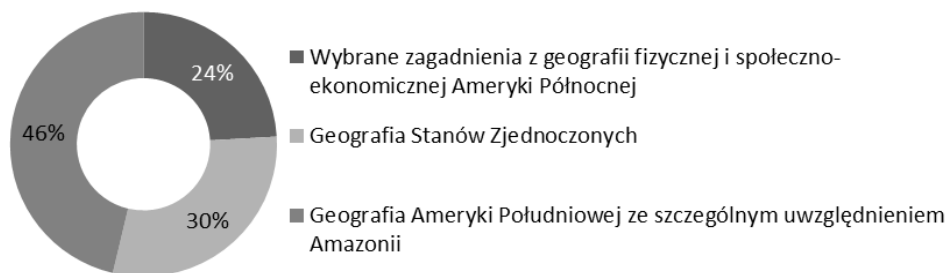 24%
46%
30%
Wybrane zagadnienia z geografii fizycznej i społeczno-
ekonomicznej Ameryki Północnej
Geografia Stanów Zjednoczonych
Geografia Ameryki Południowej ze szczególnym uwzględnieniem
Amazonii